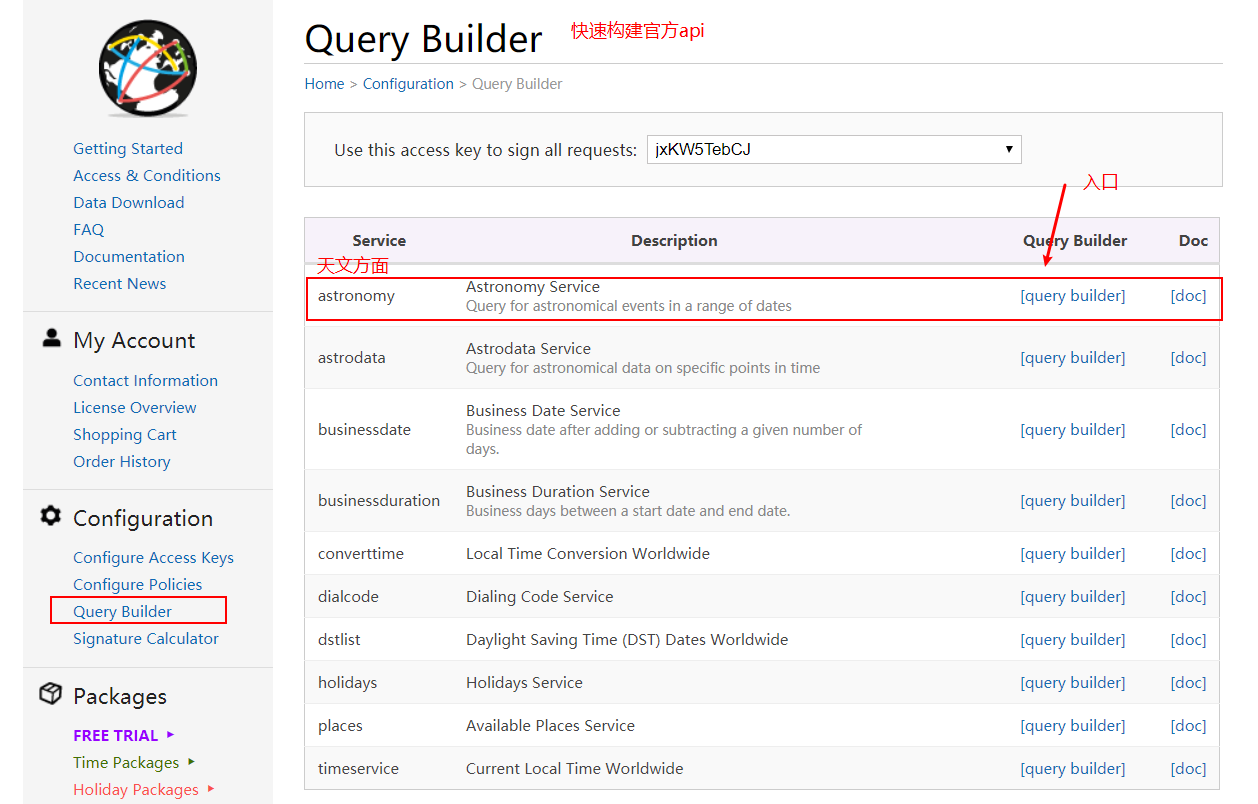 Query Builder 快速构建官方api
Home > Configuration > Query Builder
Use this access key to sign all requests: jxKW5TebCJ
入口
Getting Started
Access & Conditions
Data Download
FAQ
Documentation
Recent News
My Account
Contact Information
License Overview
Shopping Cart
Order History
Configuration
Configure Access Keys
Configure Policies
Query Builder
Signature Calculator
Packages
FREE TRIAL
Time Packages
Holiday Packages
Service Description Query Builder Doc
天文方面
astronomy Astronomy Service [query builder] [doc]
Query for astronomical events in a range of dates
astrodata Astrodata Service [query builder] [doc]
Query for astronomical data on specific points in time
businessdate Business Date Service [query builder] [doc]
Business date after adding or subtracting a given number of
days.
businessduration Business Duration Service [query builder] [doc]
Business days between a start date and end date.
converttime Local Time Conversion Worldwide [query builder] [doc]
dialcode Dialing Code Service [query builder] [doc]
dstlist Daylight Saving Time (DST) Dates Worldwide [query builder] [doc]
holidays Holidays Service [query builder] [doc]
places Available Places Service [query builder] [doc]
timeservice Current Local Time Worldwide [query builder] [doc]